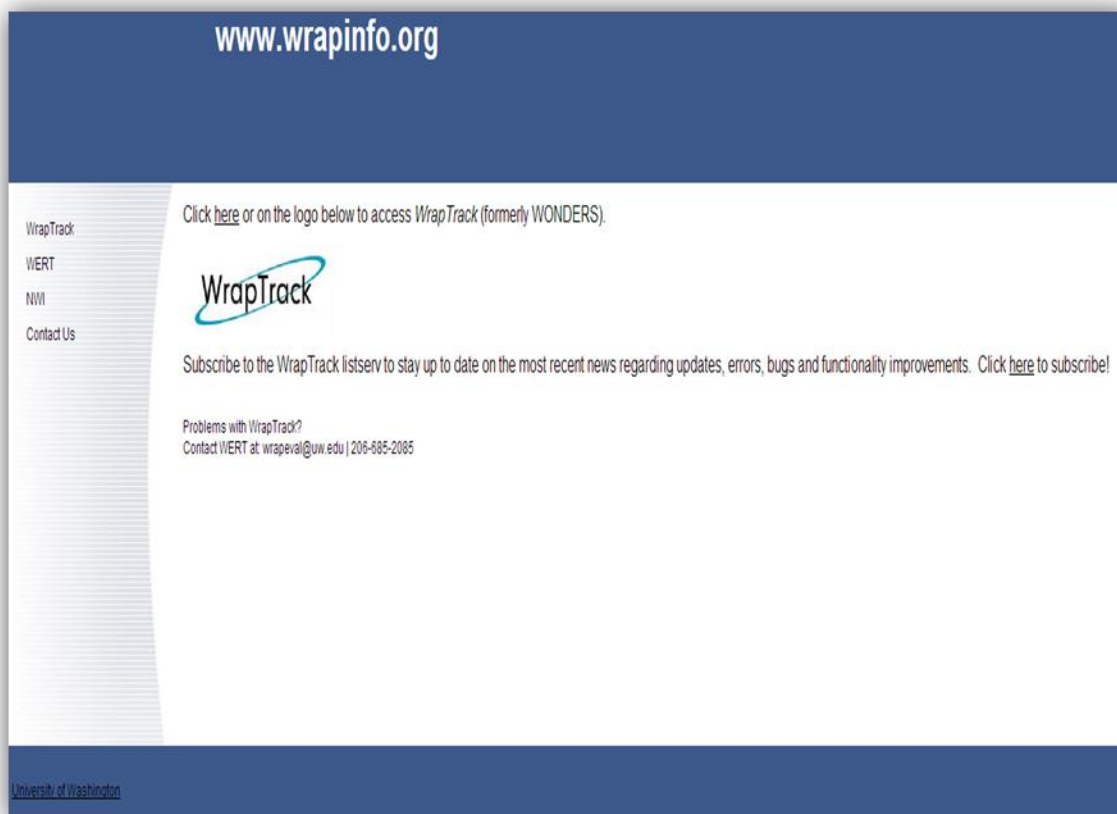 www.wrapinfo.org
WrapTrack
WERT
NWI
Contact Us
Click here or on the logo below to access WrapTrack (formerly WONDERS).
WrapTrack
Subscribe to the WrapTrack listserv to stay up to date on the most recent news regarding updates, errors, bugs and functionality improvements. Click here to subscribe!
Problems with WrapTrack?
Contact WERT at: wrapeval@uw.edu | 206-685-2085
University of Washington